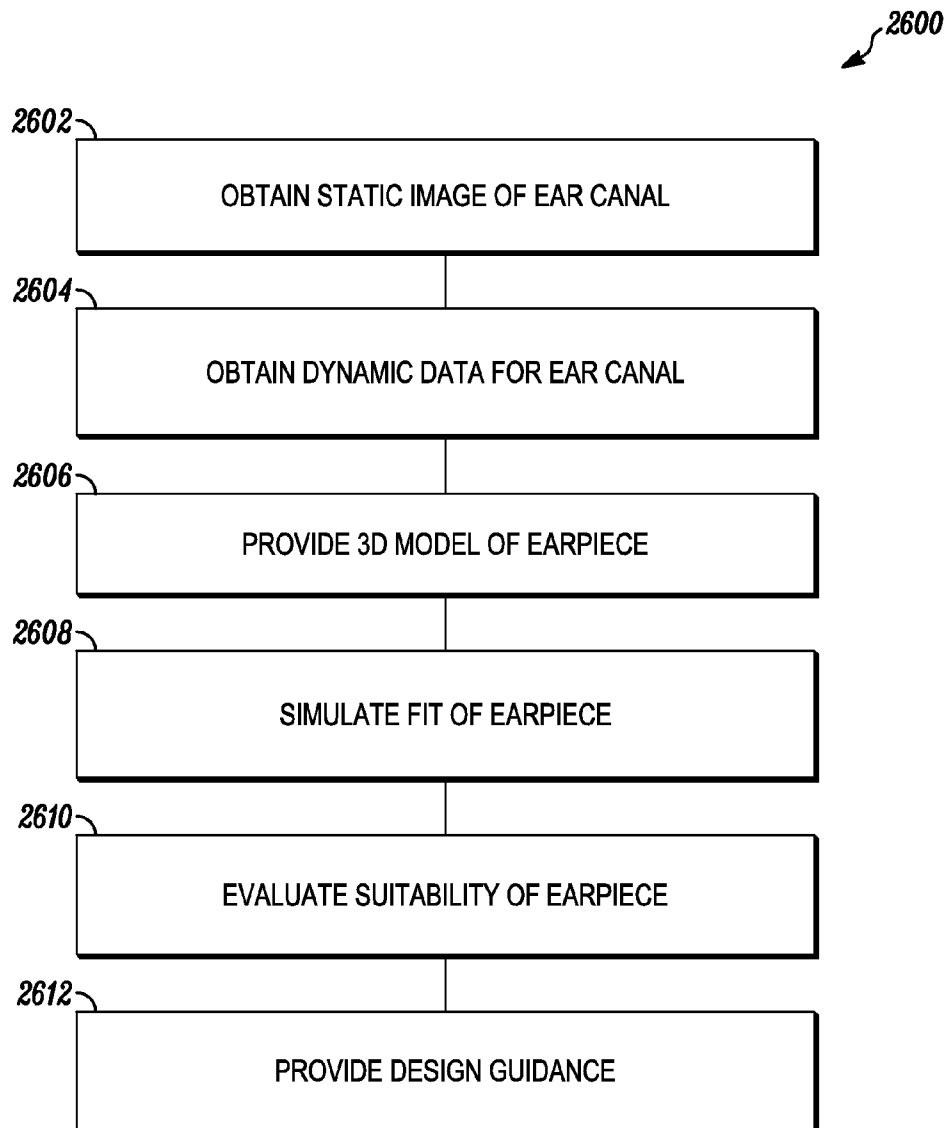 2600
2602
OBTAIN STATIC IMAGE OF EAR CANAL
2604
OBTAIN DYNAMIC DATA FOR EAR CANAL
2606
PROVIDE 3D MODEL OF EARPIECE
2608
SIMULATE FIT OF EARPIECE
2610
EVALUATE SUITABILITY OF EARPIECE
2612
PROVIDE DESIGN GUIDANCE